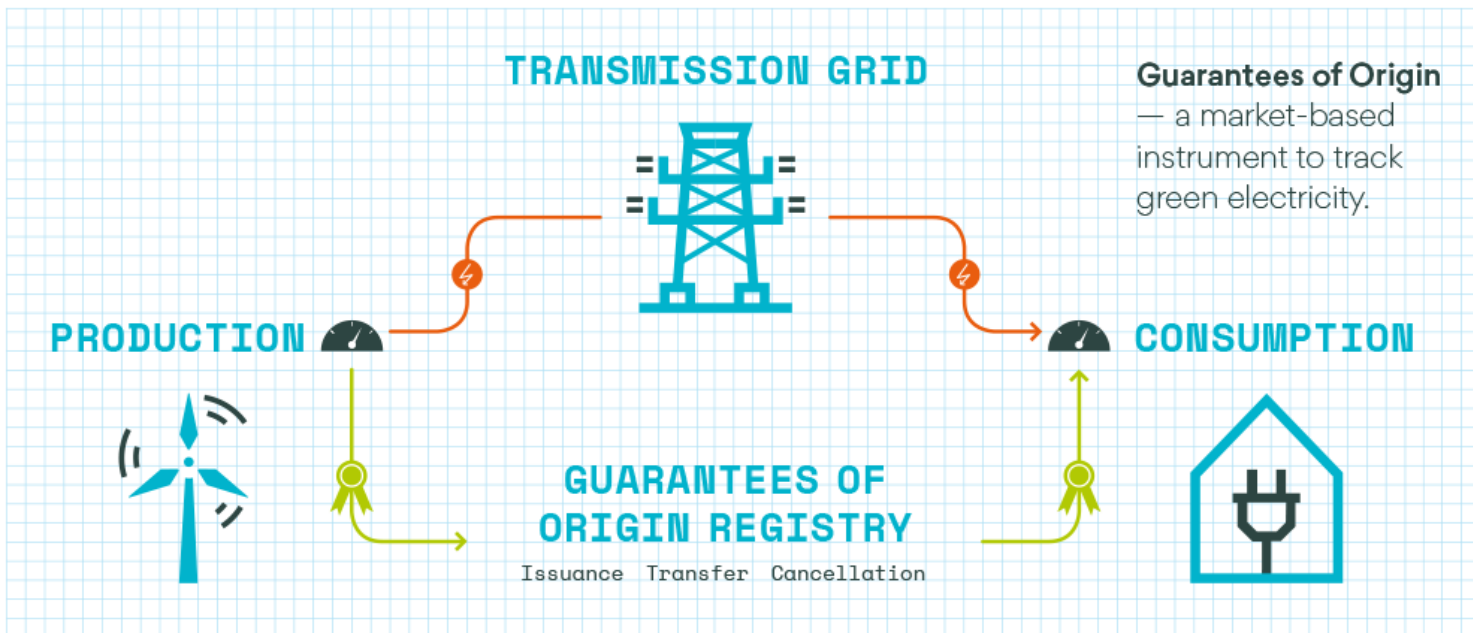 TRANSMISSION GRID
Guarantees of Origin
— a market-based
instrument to track
green electricity.
PRODUCTION
CONSUMPTION
GUARANTEES OF
ORIGIN REGISTRY
Issuance Transfer Cancellation